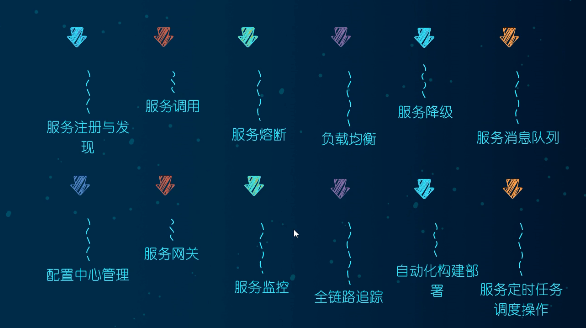 服务注册与发
现
服务调用
服务熔断
负载均衡
服务降级
服务消息队列
配置中心管理
服务网关
服务监控
全链路追踪
自动化构建部
署
服务定时任务
调度操作